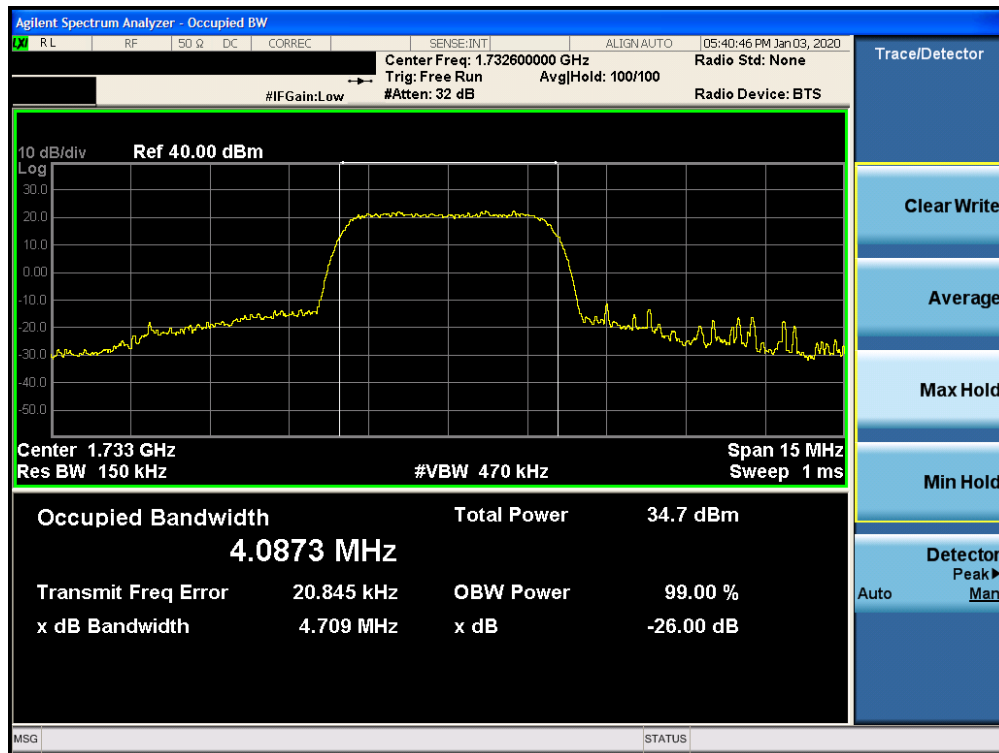 Agilent Spectrum Analyzer - Occupied BW
LXI RL RF 50 Ω DC CORREC SENSE:INT ALIGN AUTO 05:40:46 PM Jan 03, 2020
Center Freq: 1.732600000 GHz Radio Std: None
Trig: Free Run Avg|Hold: 100/100
#IFGain:Low #Atten: 32 dB Radio Device: BTS
Trace/Detector
10 dB/div Ref 40.00 dBm
Log
30.0
20.0
10.0
0.00
-10.0
-20.0
-30.0
-40.0
-50.0
Center 1.733 GHz Span 15 MHz
Res BW 150 kHz #VBW 470 kHz Sweep 1 ms
Occupied Bandwidth Total Power 34.7 dBm
4.0873 MHz
Transmit Freq Error 20.845 kHz OBW Power 99.00 %
x dB Bandwidth 4.709 MHz x dB -26.00 dB
Clear Write
Average
Max Hold
Min Hold
Detector
Peak▶
Auto Man
MSG STATUS